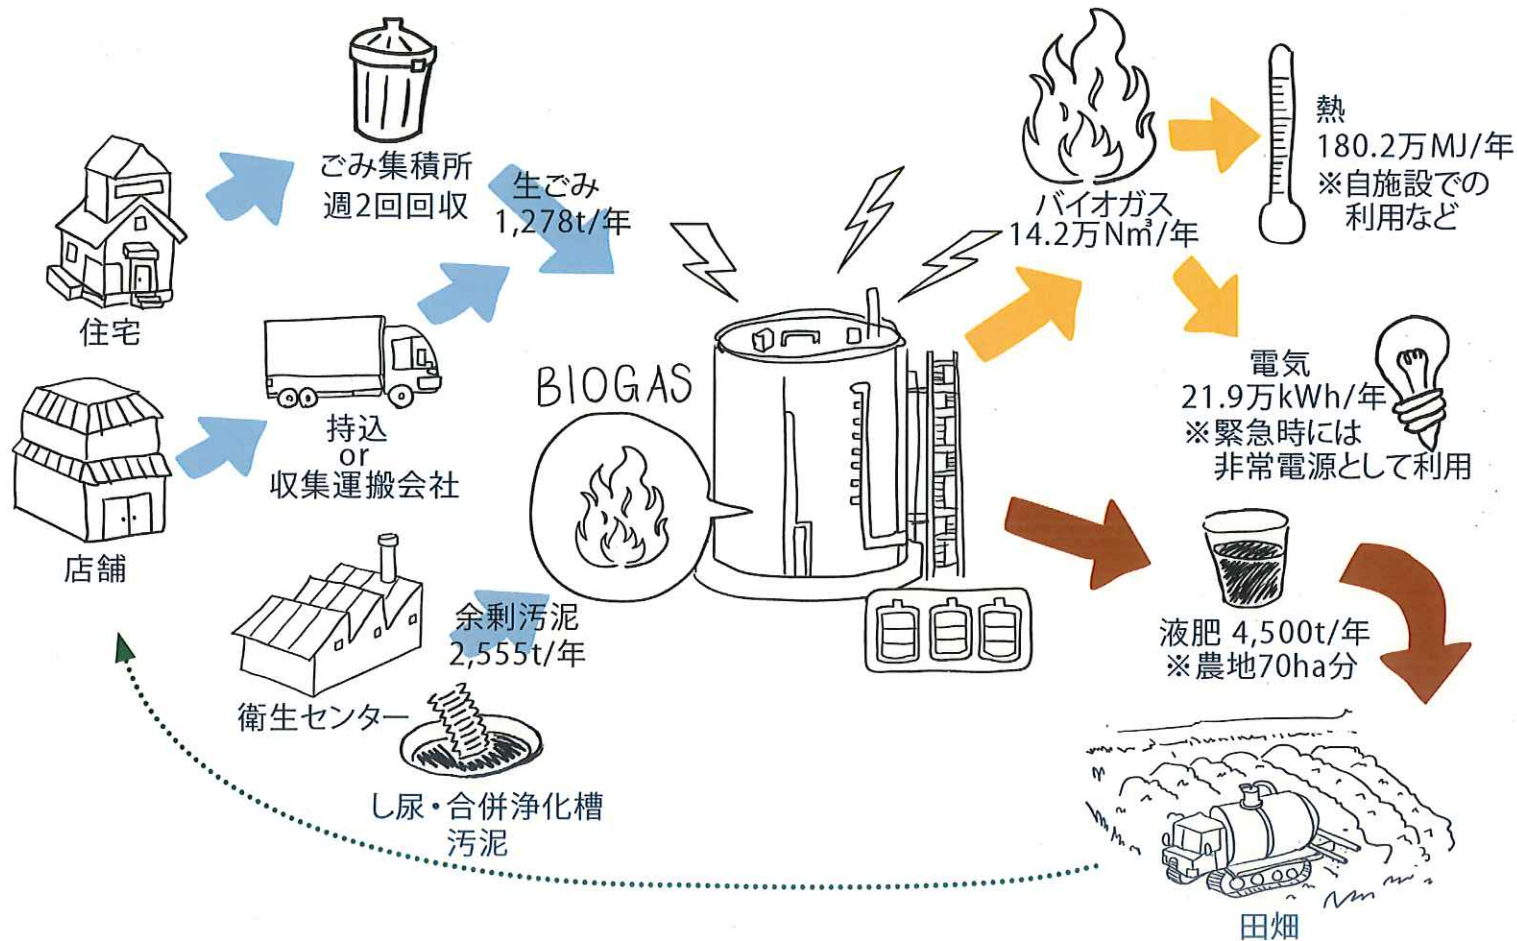 ごみ集積所
週2回回収
生ごみ
1,278t/年
住宅
持込
or
収集運搬会社
店舗
衛生センター
余剰汚泥
2,555t/年
し尿・合併浄化槽
汚泥
BIOGAS
バイオガス
14.2万N㎥/年
熱
180.2万MJ/年
※自施設での
利用など
電気
21.9万kWh/年
※緊急時には
非常電源として利用
液肥 4,500t/年
※農地70ha分
田畑